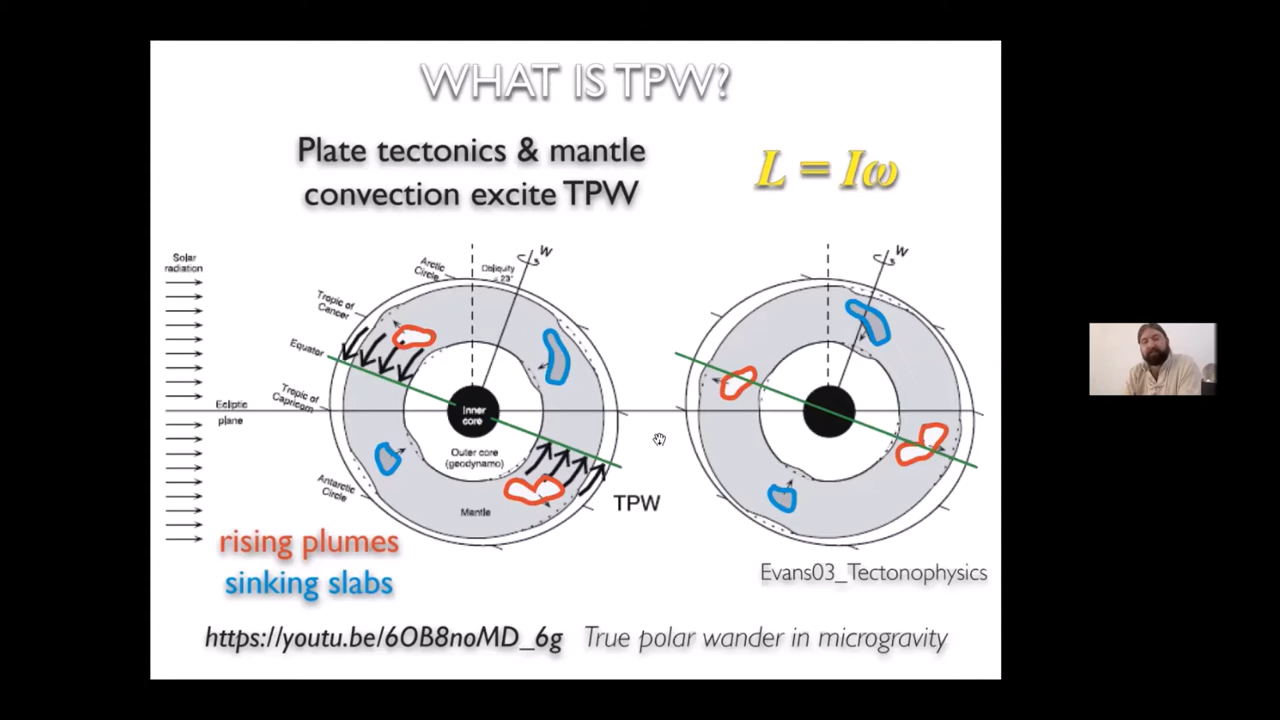 WHAT IS TPW?
Plate tectonics & mantle
convection excite TPW
L = Iω
Solar
radiation
Arctic
Circle
Obliquity
~ 23°
W
Tropic of
Cancer
Equator
Tropic of
Capricorn
Ecliptic
plane
Inner
core
Outer core
(geodynamo)
Antarctic
Circle
Mantle
TPW
W
rising plumes
sinking slabs
Evans03_Tectonophysics
https://youtu.be/6OB8noMD_6g True polar wander in microgravity